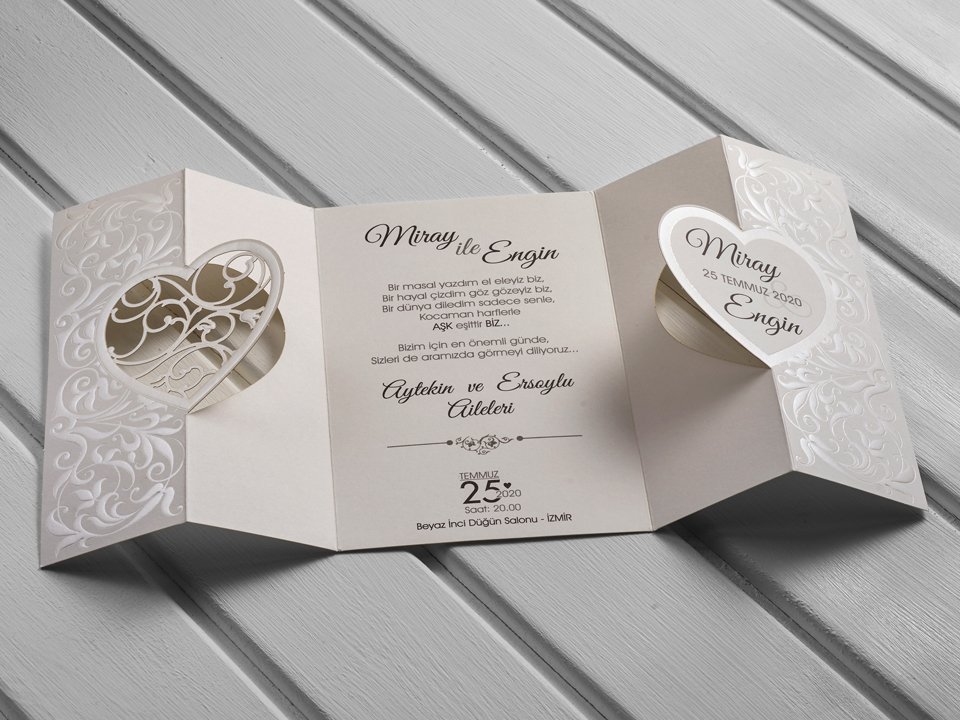 Miray ile Engin
Bir masal yazdım el eleyiz biz,
Bir hayal çizdim göz gözeyiz biz,
Bir dünya diledim sadece senle,
Kocaman harflerle
AŞK eşittir BİZ...
Bizim için en önemli günde,
Sizleri de aramızda görmeyi diliyoruz...
Aytekin ve Ersoylu
Aileleri
TEMMUZ
25 2020
Saat: 20.00
Beyaz İnci Düğün Salonu - İZMİR
Miray
&
25 TEMMUZ 2020
Engin